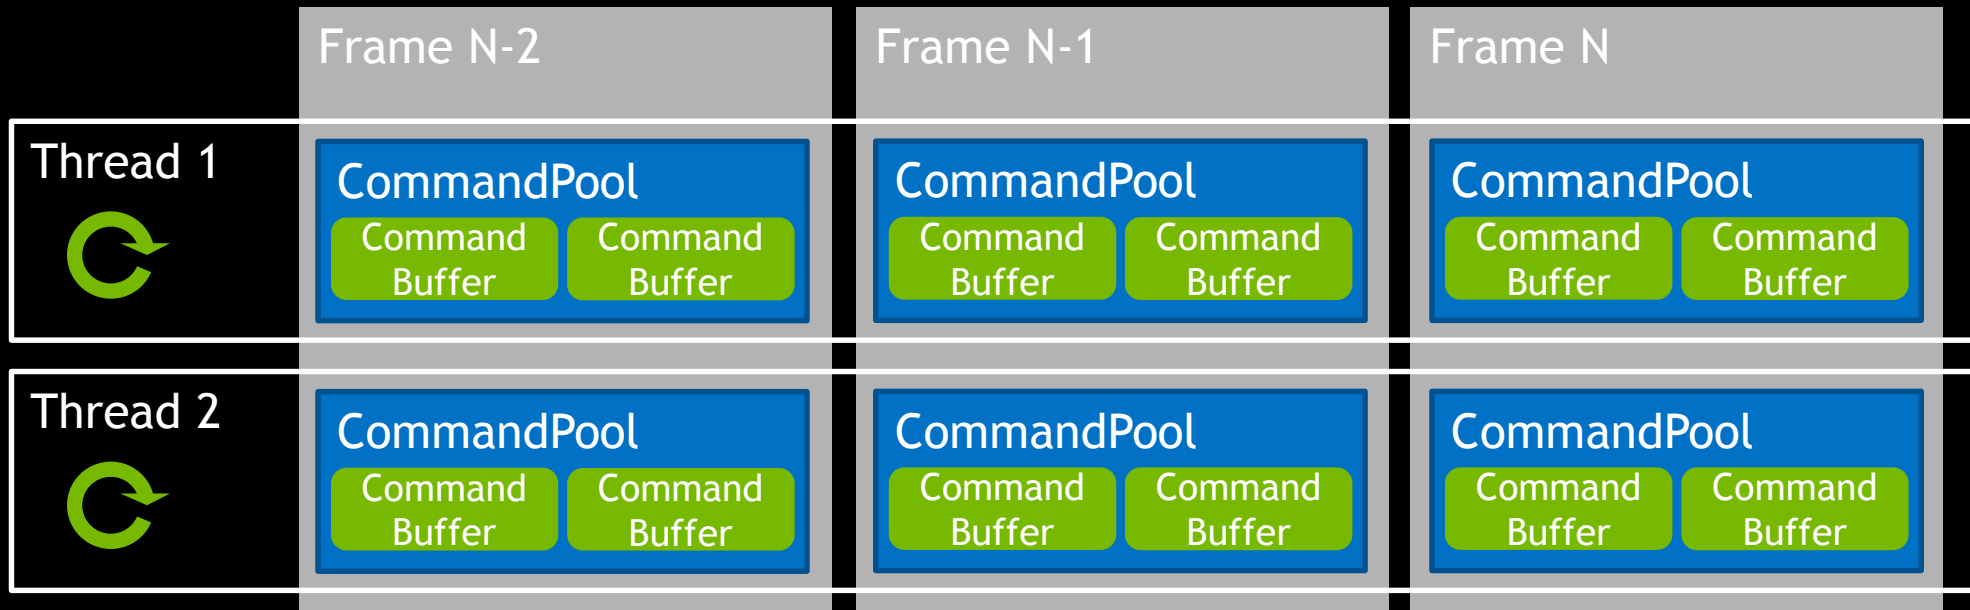 Frame N-2
Frame N-1
Frame N
Thread 1
CommandPool
Command
Buffer
Command
Buffer
CommandPool
Command
Buffer
Command
Buffer
CommandPool
Command
Buffer
Command
Buffer
Thread 2
CommandPool
Command
Buffer
Command
Buffer
CommandPool
Command
Buffer
Command
Buffer
CommandPool
Command
Buffer
Command
Buffer